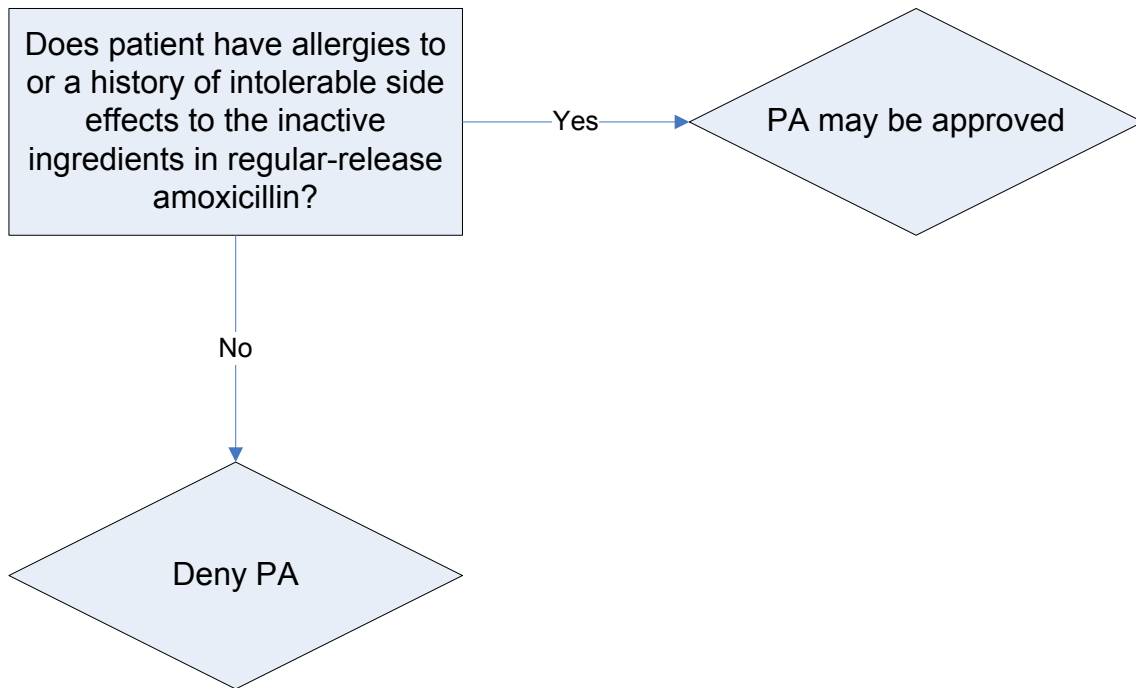 Does patient have allergies to
or a history of intolerable side
effects to the inactive
ingredients in regular-release
amoxicillin?
Yes
PA may be approved
No
Deny PA